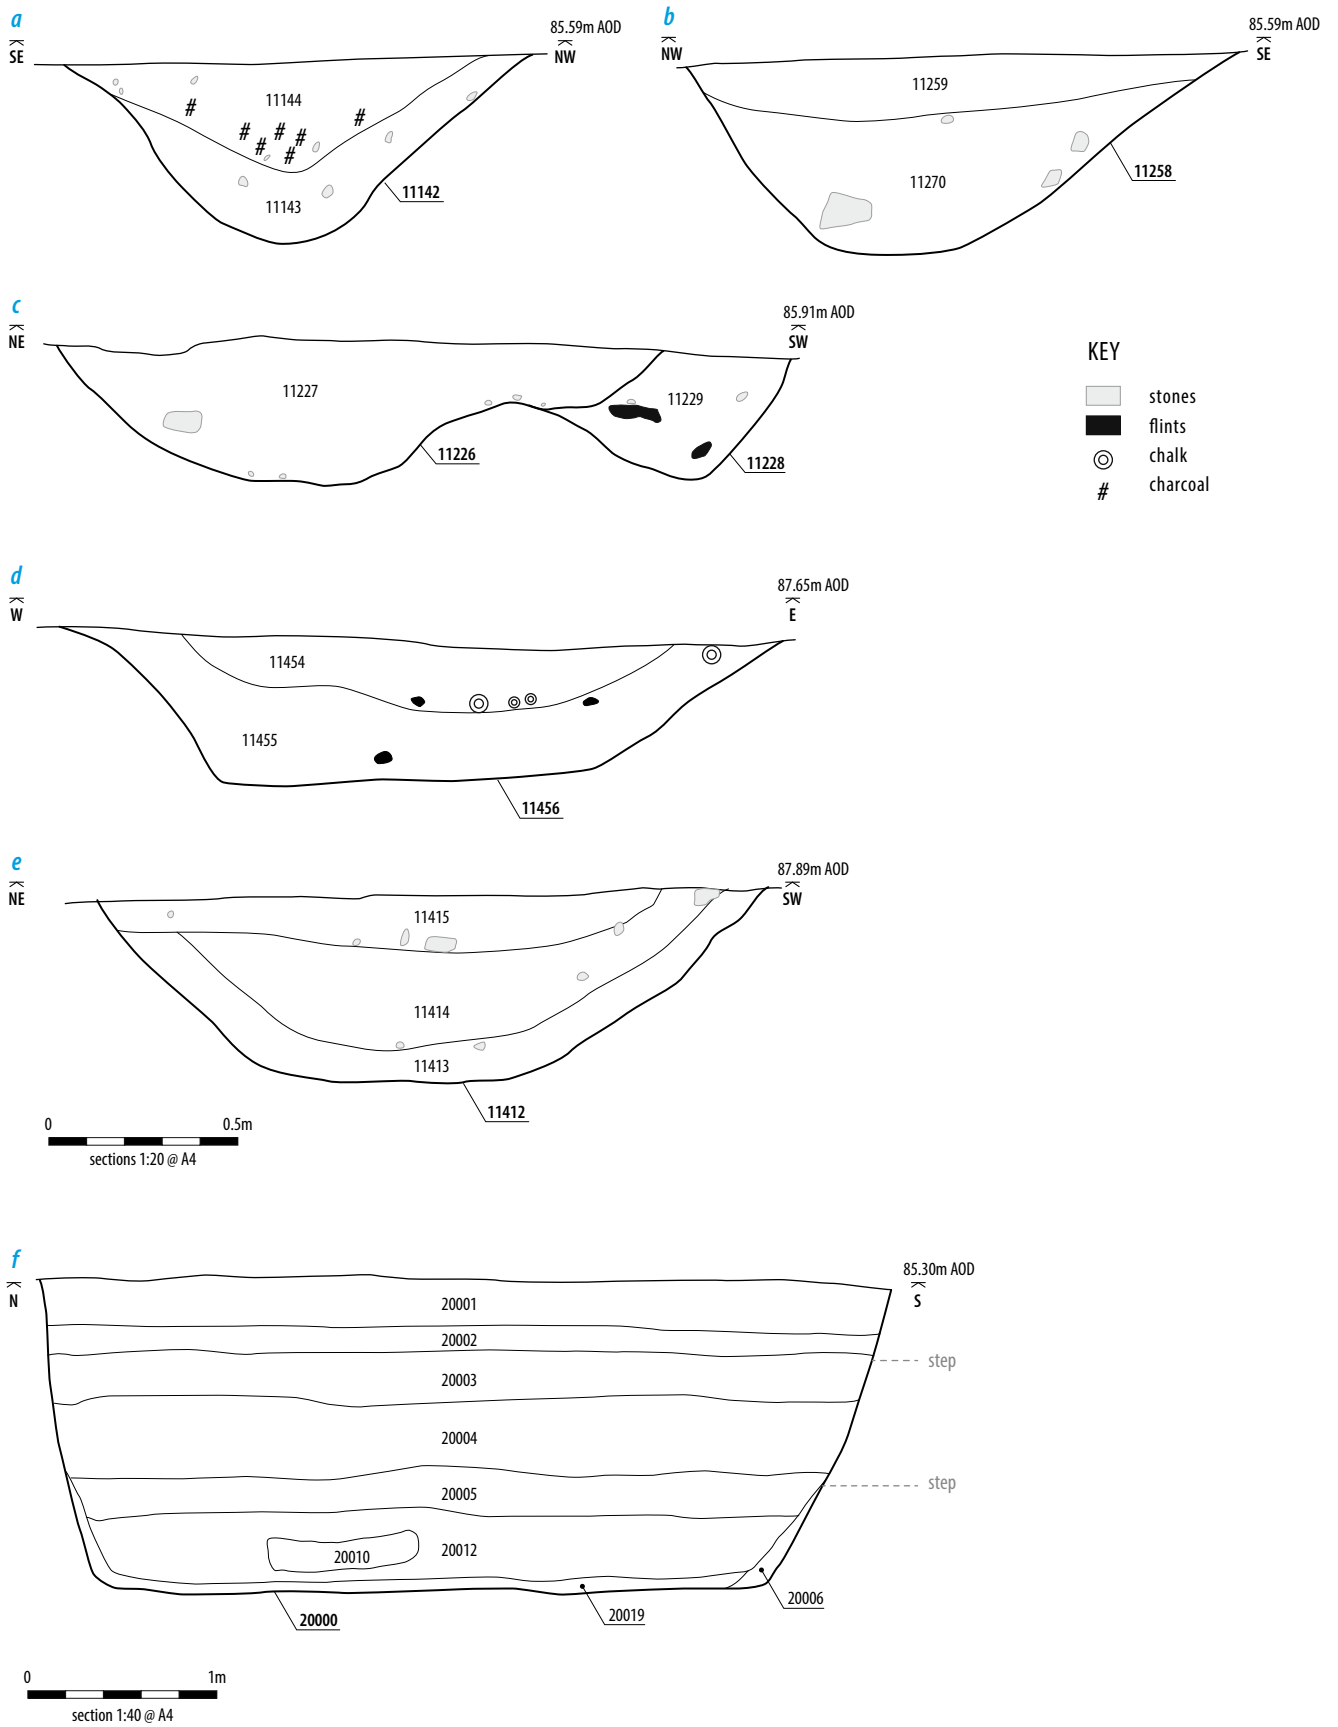 a
85.59m AOD
SE
NW
11144
11143
11142
b
85.59m AOD
NW
SE
11259
11270
11258
c
85.91m AOD
NE
SW
11227
11229
11226
11228
KEY
stones
flints
chalk
# charcoal
d
87.65m AOD
W
E
11454
11455
11456
e
87.89m AOD
NE
SW
11415
11414
11413
11412
0 0.5m
sections 1:20 @ A4
f
85.30m AOD
N
S
20001
20002
step
20003
20004
step
20005
20012
20010
20006
20019
20000
0 1m
section 1:40 @ A4